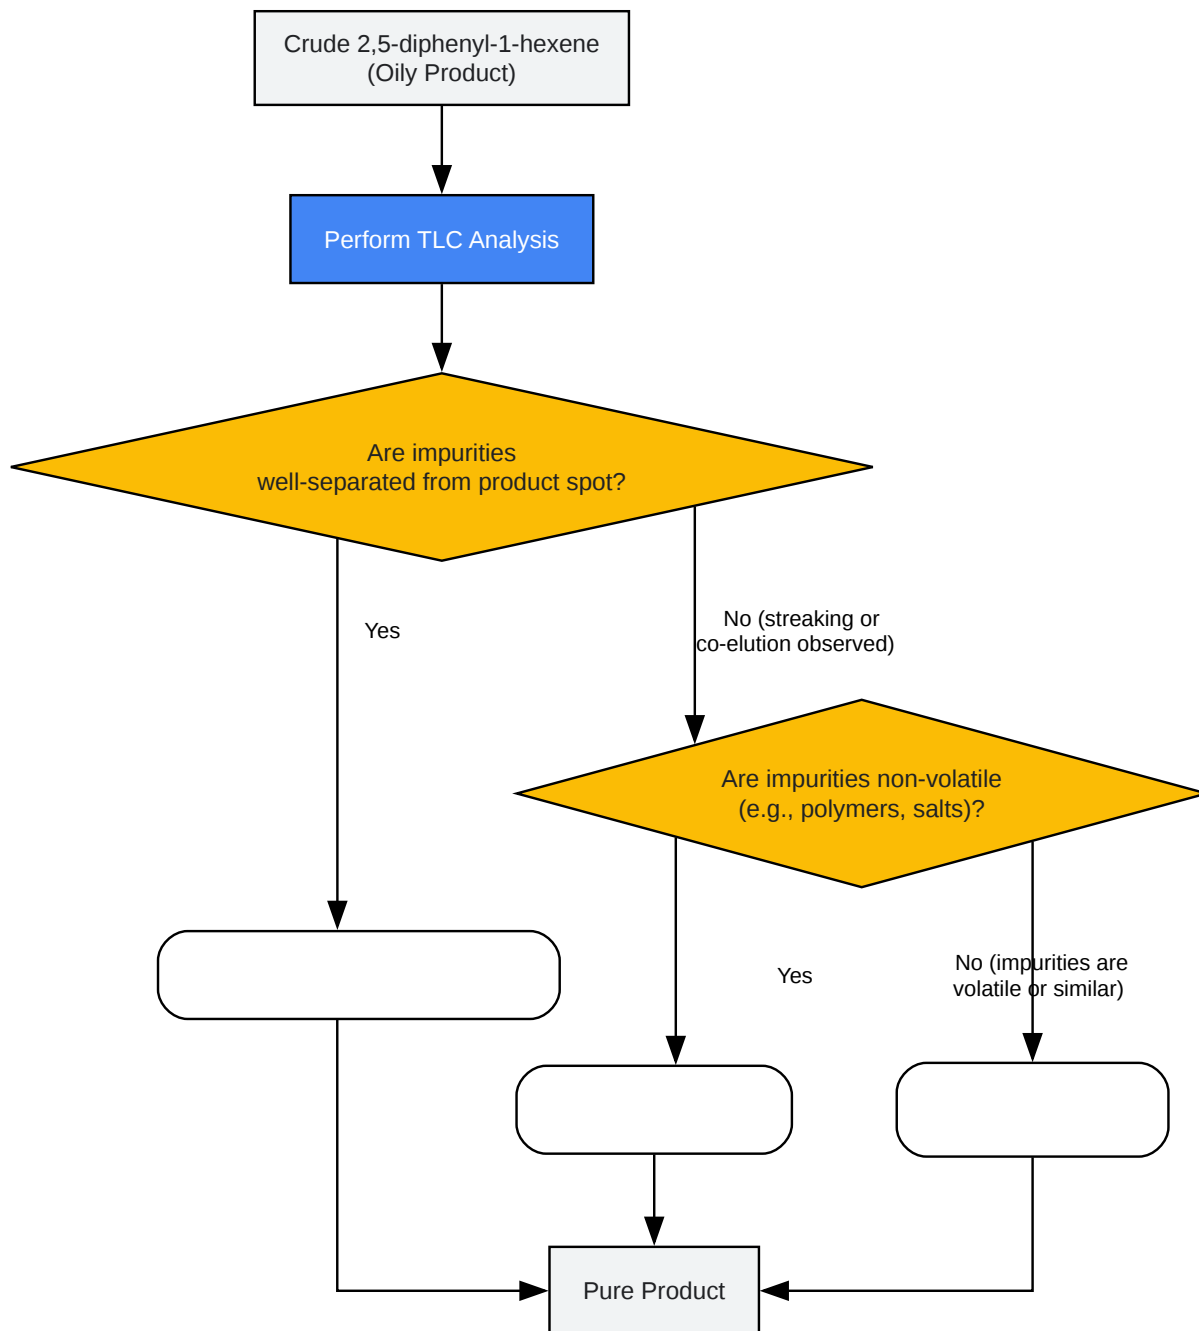 Crude 2,5-diphenyl-1-hexene
(Oily Product)
Perform TLC Analysis
Are impurities
well-separated from product spot?
Yes
No (streaking or
co-elution observed)
Are impurities non-volatile
(e.g., polymers, salts)?
Yes
No (impurities are
volatile or similar)
Pure Product